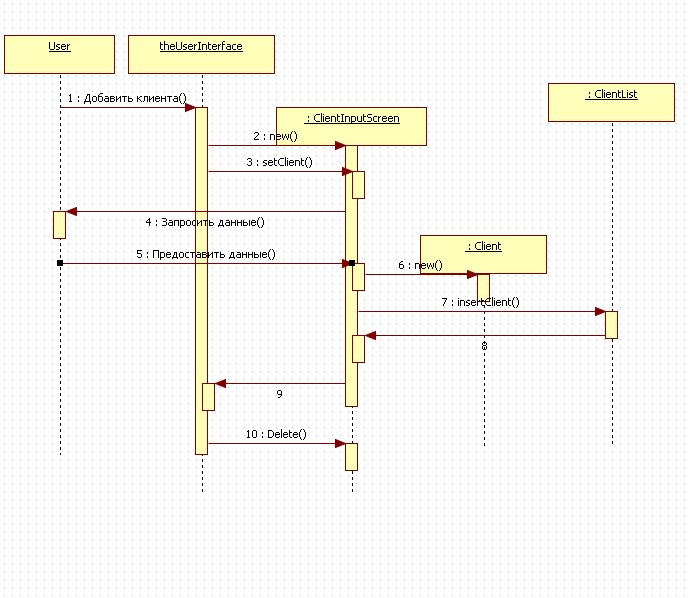 User
theUserInterface
: ClientList
1 : Добавить клиента()
: ClientInputScreen
2 : new()
3 : setClient()
4 : Запросить данные()
: Client
5 : Предоставить данные()
6 : new()
7 : insertClient()
8
9
10 : Delete()